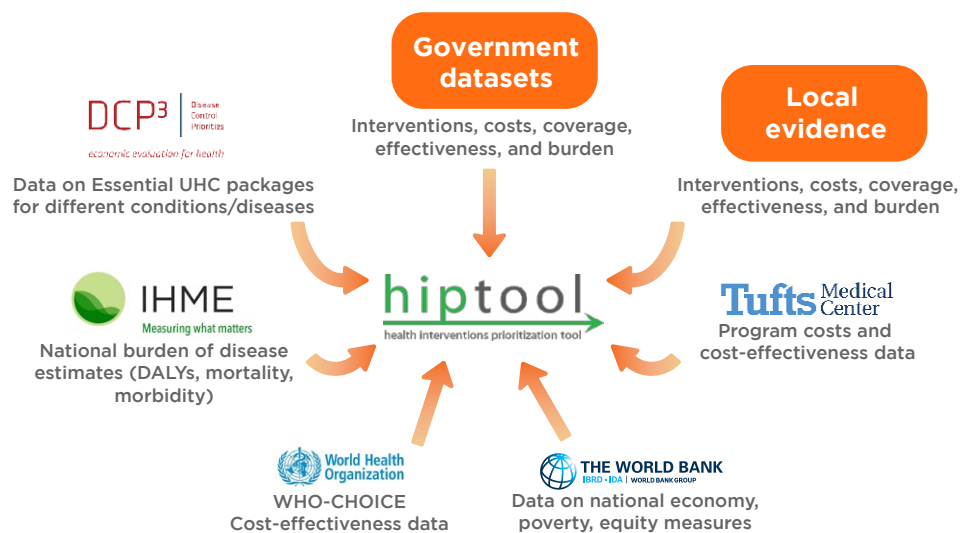 Government
datasets
Interventions, costs, coverage,
effectiveness, and burden
Local
evidence
Interventions, costs, coverage,
effectiveness, and burden
DCP3
Disease
Control
Priorities
economic evaluation for health
Data on Essential UHC packages
for different conditions/diseases
IHME
Measuring what matters
National burden of disease
estimates (DALYs, mortality,
morbidity)
hiptool
health interventions prioritization tool
Tufts Medical
Center
Program costs and
cost-effectiveness data
World Health
Organization
WHO-CHOICE
Cost-effectiveness data
THE WORLD BANK
IBRD • IDA | WORLD BANK GROUP
Data on national economy,
poverty, equity measures